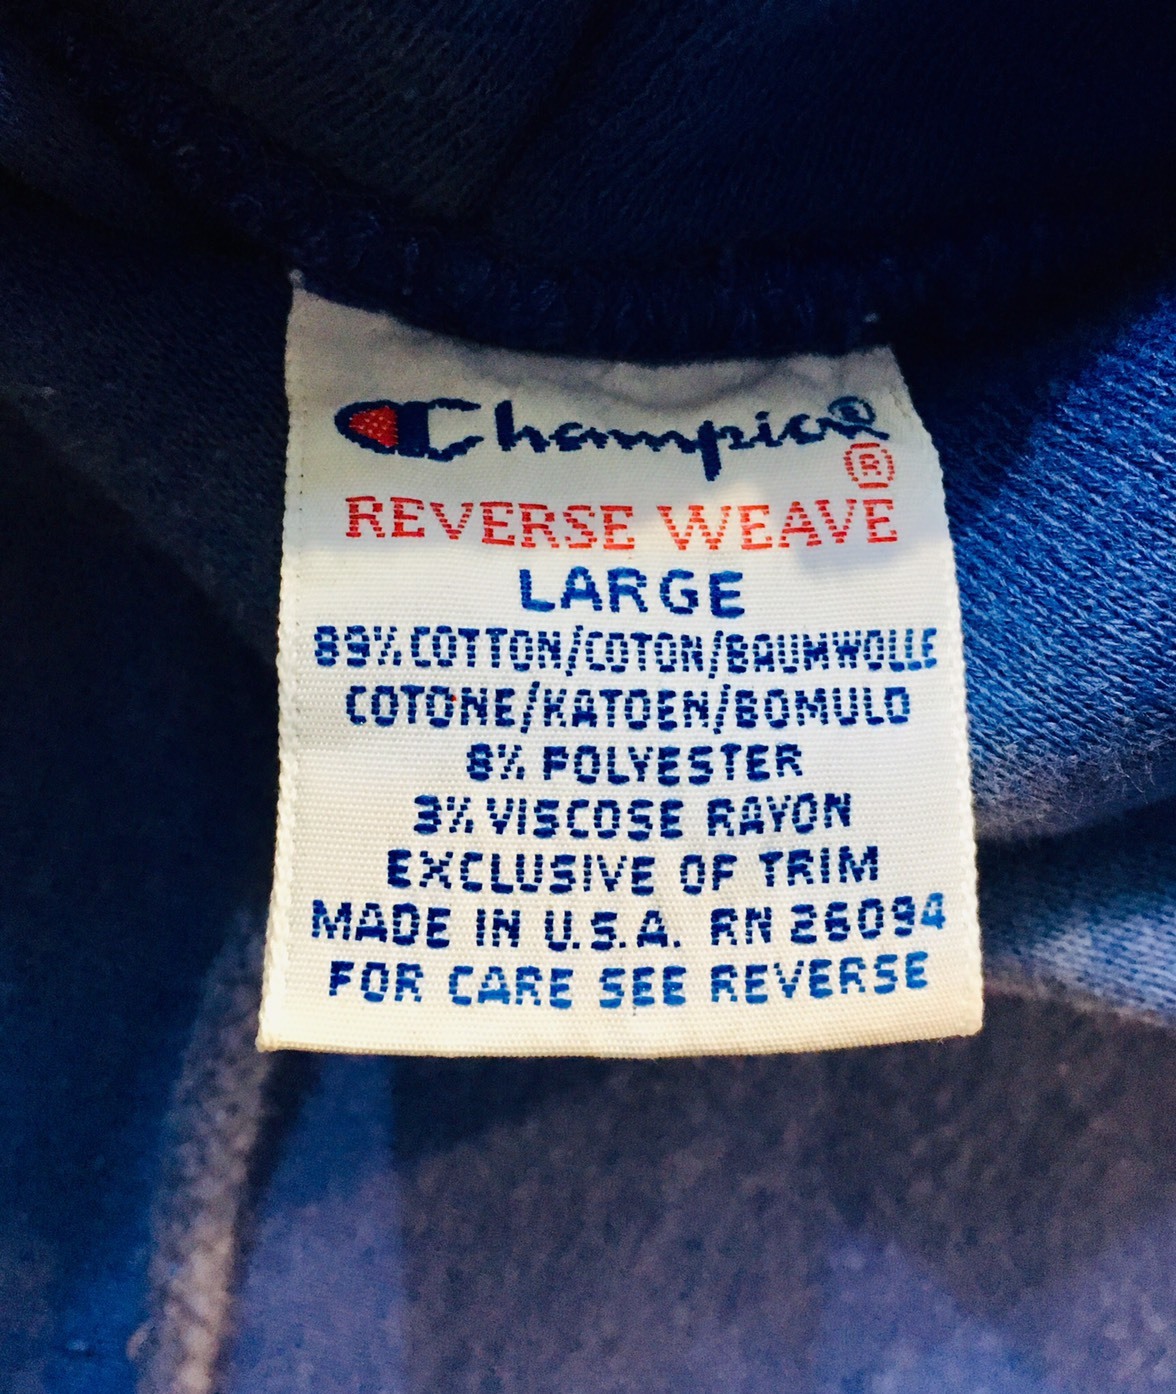 Champion®
®
REVERSE WEAVE
LARGE
89% COTTON/COTON/BAUMWOLLE
COTONE/KATOEN/BOMULD
8% POLYESTER
3% VISCOSE RAYON
EXCLUSIVE OF TRIM
MADE IN U.S.A. RN 26094
FOR CARE SEE REVERSE